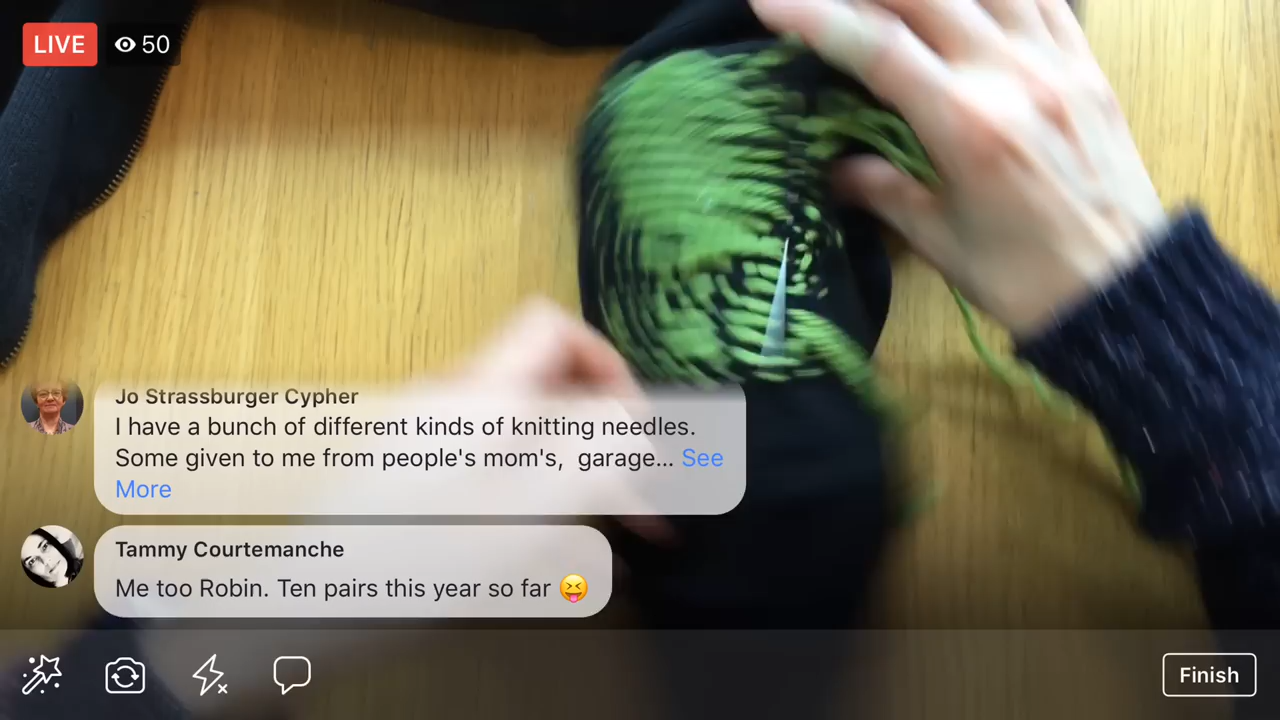 LIVE
50
Jo Strassburger Cypher
I have a bunch of different kinds of knitting needles.
Some given to me from people's mom's,  garage... See
More
Tammy Courtemanche
Me too Robin. Ten pairs this year so far 😝
Finish